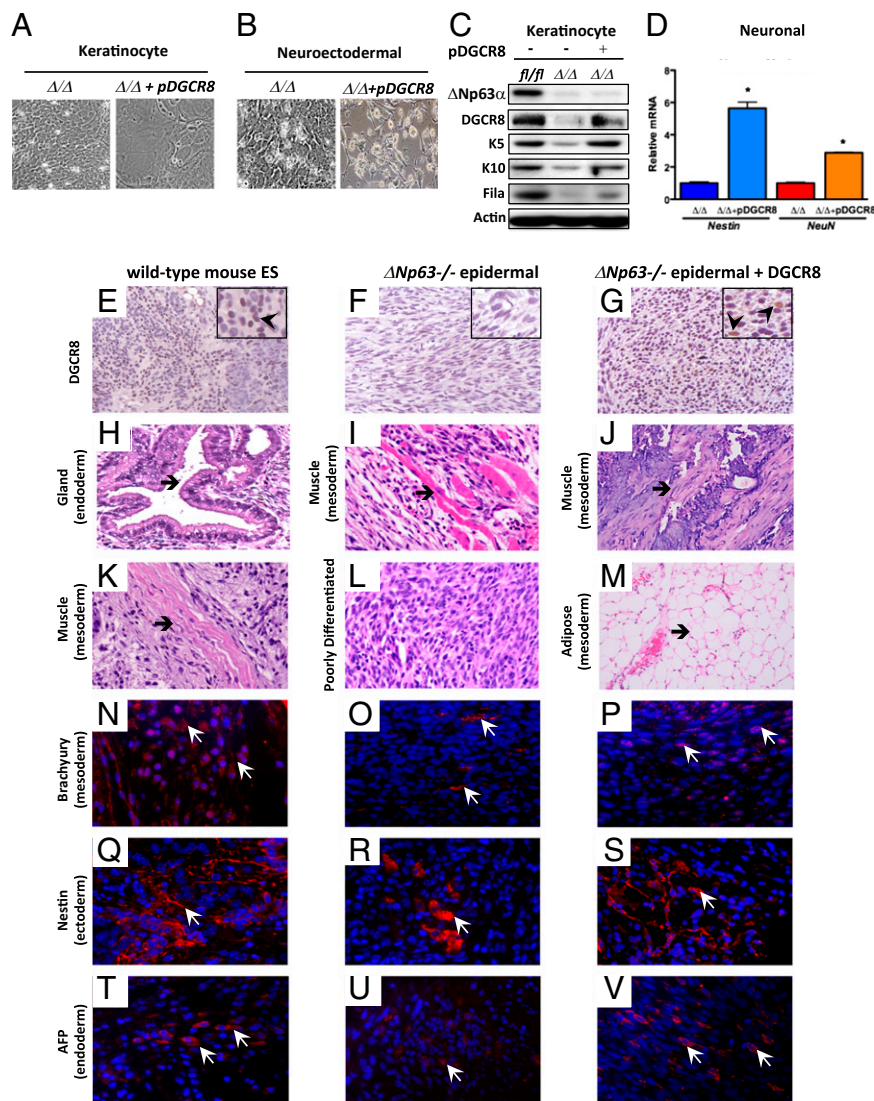 A
Keratinocyte
Δ/Δ
Δ/Δ + pDGCR8
B
Neuroectodermal
Δ/Δ
Δ/Δ+pDGCR8
C
Keratinocyte
pDGCR8 - - +
fl/fl Δ/Δ Δ/Δ
ΔNp63α
DGCR8
K5
K10
Fila
Actin
D
Neuronal
Relative mRNA
8
6
4
2
0
*
*
Δ/Δ Δ/Δ+pDGCR8 Δ/Δ Δ/Δ+pDGCR8
Nestin NeuN
wild-type mouse ES
ΔNp63-/- epidermal
ΔNp63-/- epidermal + DGCR8
DGCR8
E
F
G
Gland
(endoderm)
H
Muscle
(mesoderm)
I
Muscle
(mesoderm)
J
Muscle
(mesoderm)
K
Poorly Differentiated
L
Adipose
(mesoderm)
M
Brachyury
(mesoderm)
N
O
P
Nestin
(ectoderm)
Q
R
S
AFP
(endoderm)
T
U
V